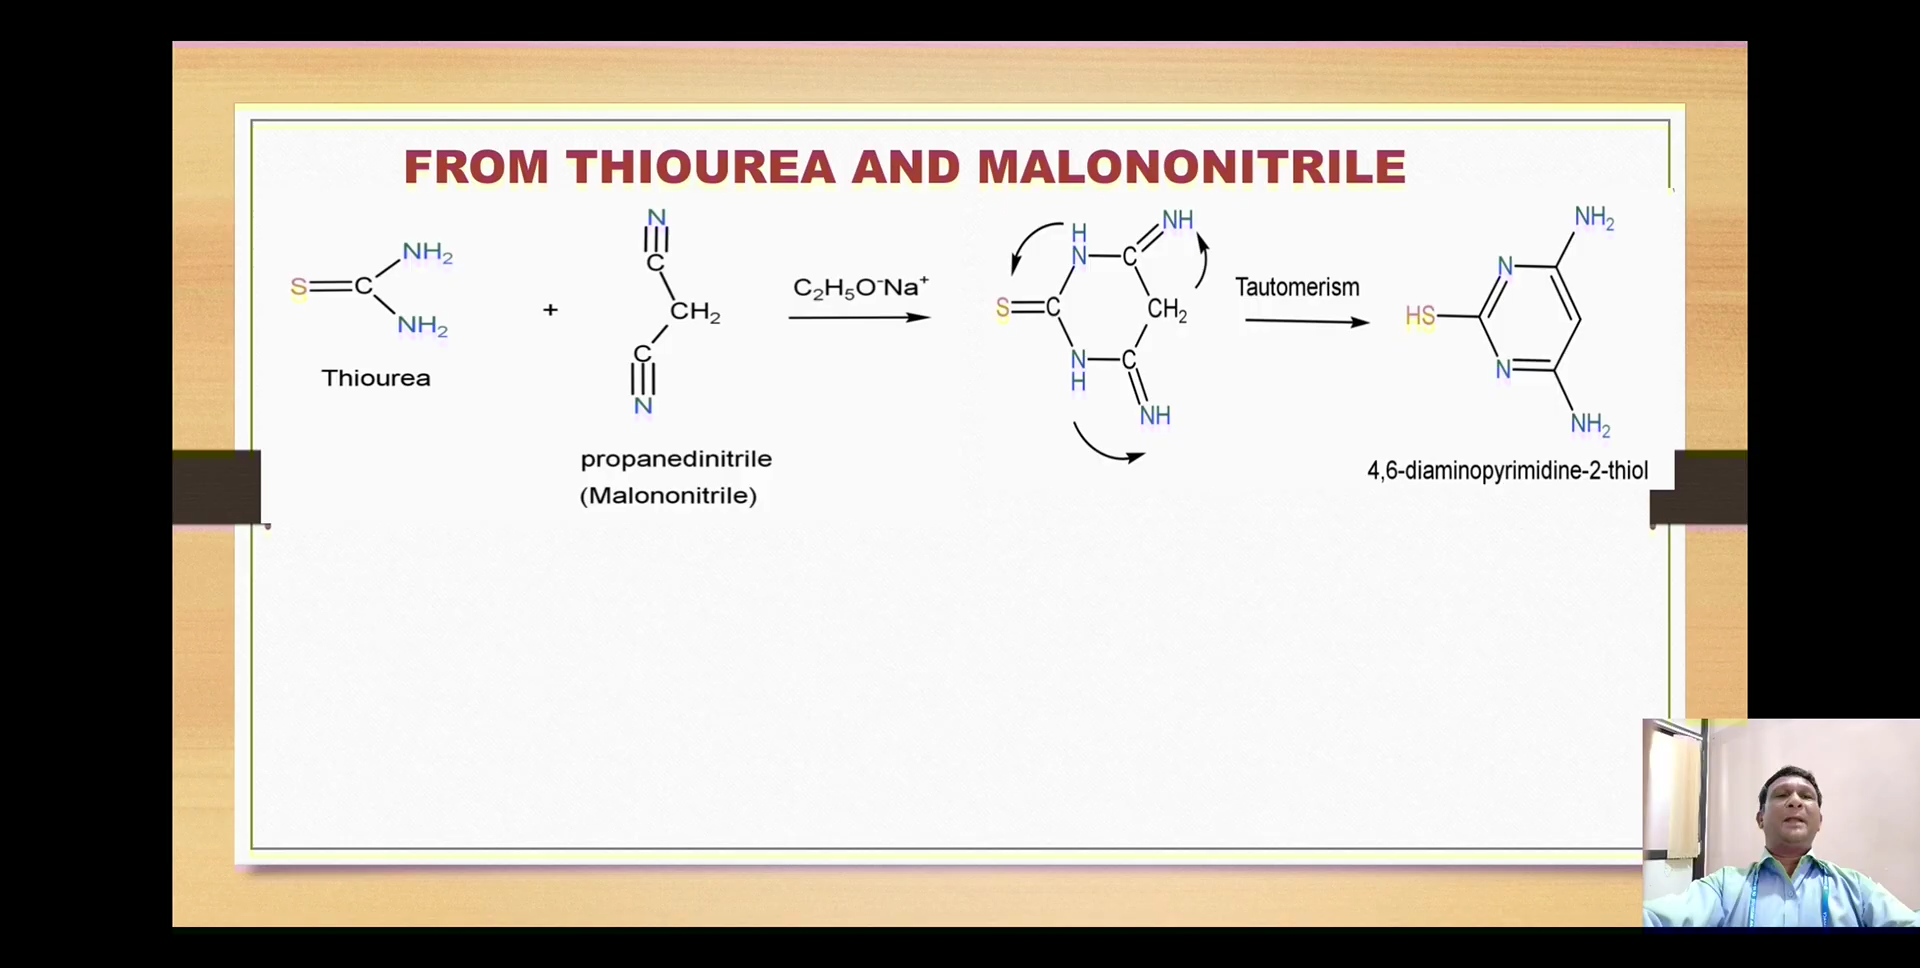 FROM THIOUREA AND MALONONITRILE
S
C
NH₂
NH₂
Thiourea
+
N
C
CH₂
C
N
propanedinitrile
(Malononitrile)
C₂H₅O⁻Na⁺
S
C
H
N
C
NH
CH₂
N
H
C
NH
Tautomerism
HS
N
N
NH₂
NH₂
4,6-diaminopyrimidine-2-thiol